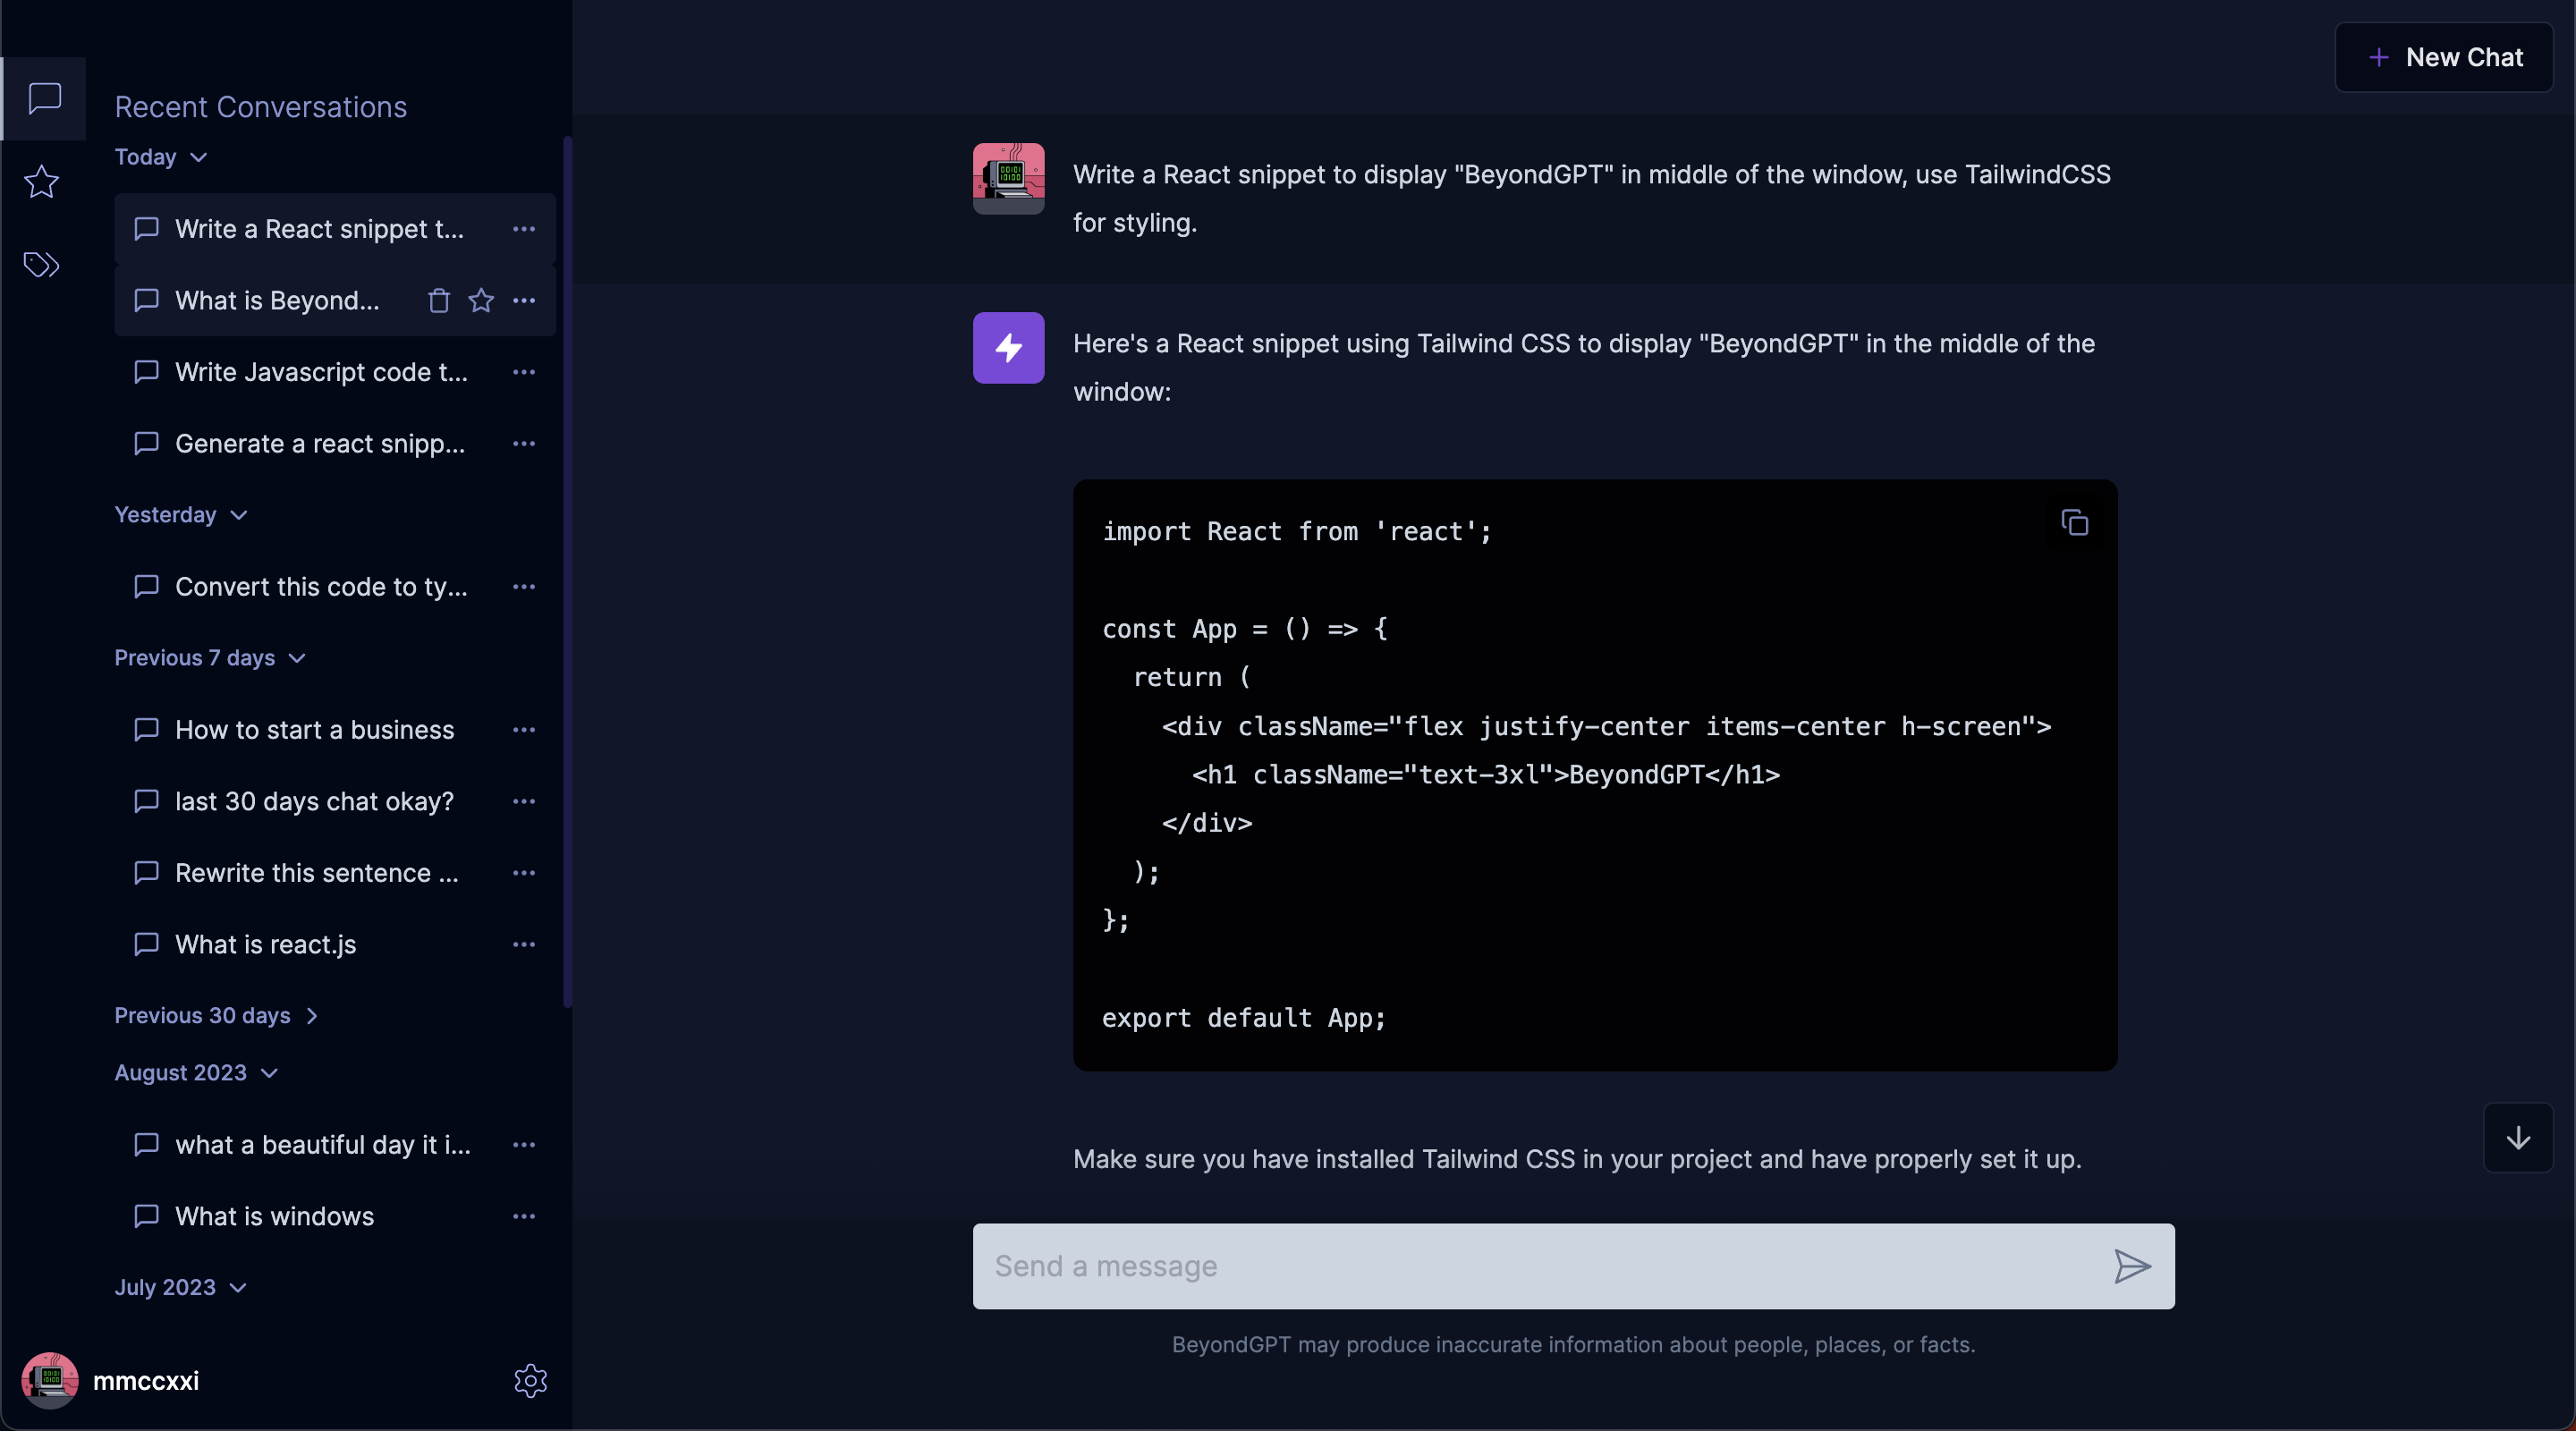 New Chat
Recent Conversations
Today
Write a React snippet t...
What is Beyond...
Write Javascript code t...
Generate a react snipp...
Yesterday
Convert this code to ty...
Previous 7 days
How to start a business
last 30 days chat okay?
Rewrite this sentence ...
What is react.js
Previous 30 days
August 2023
what a beautiful day it i...
What is windows
July 2023
mmccxxi
Write a React snippet to display "BeyondGPT" in middle of the window, use TailwindCSS
for styling.
Here's a React snippet using Tailwind CSS to display "BeyondGPT" in the middle of the
window:
import React from 'react';
const App = () => {
  return (
    <div className="flex justify-center items-center h-screen">
      <h1 className="text-3xl">BeyondGPT</h1>
    </div>
  );
};
export default App;
Make sure you have installed Tailwind CSS in your project and have properly set it up.
Send a message
BeyondGPT may produce inaccurate information about people, places, or facts.